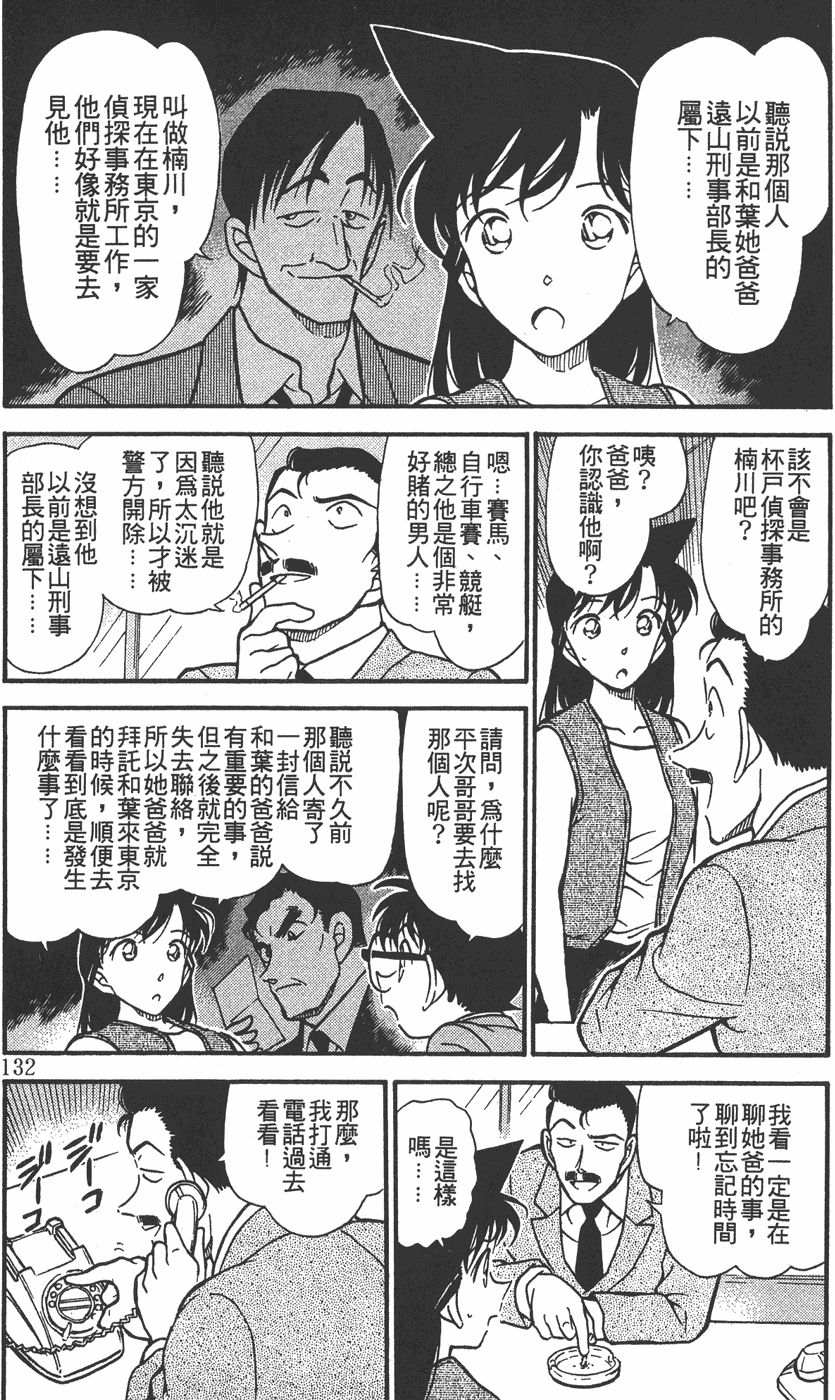 聽説那個人
以前是和葉她爸爸
遠山刑事部長的
屬下……
叫做楠川，
現在在東京的一家
偵探事務所工作，
他們好像就是要去
見他……
該不會是
杯戶偵探事務所的
楠川吧？
咦？
爸爸，
你認識他啊？
嗯…賽馬、
自行車賽、競艇，
總之他是個非常
好賭的男人……
聽説他就是
因爲太沉迷
了，所以才被
警方開除……
沒想到他
以前是遠山刑事
部長的屬下……
請問，爲什麼
平次哥哥要去找
那個人呢？
聽説不久前
那個人寄了
一封信給
和葉的爸爸説
有重要的事，
但之後就完全
失去聯絡，
所以她爸爸就
拜託和葉來東京
的時候，順便去
看看到底是發生
什麼事了……
132
我看一定是在
聊她爸的事，
聊到忘記時間
了啦！
是這樣
嗎……
那麼，
我打通
電話過去
看看！
ジーコ
ジーコ